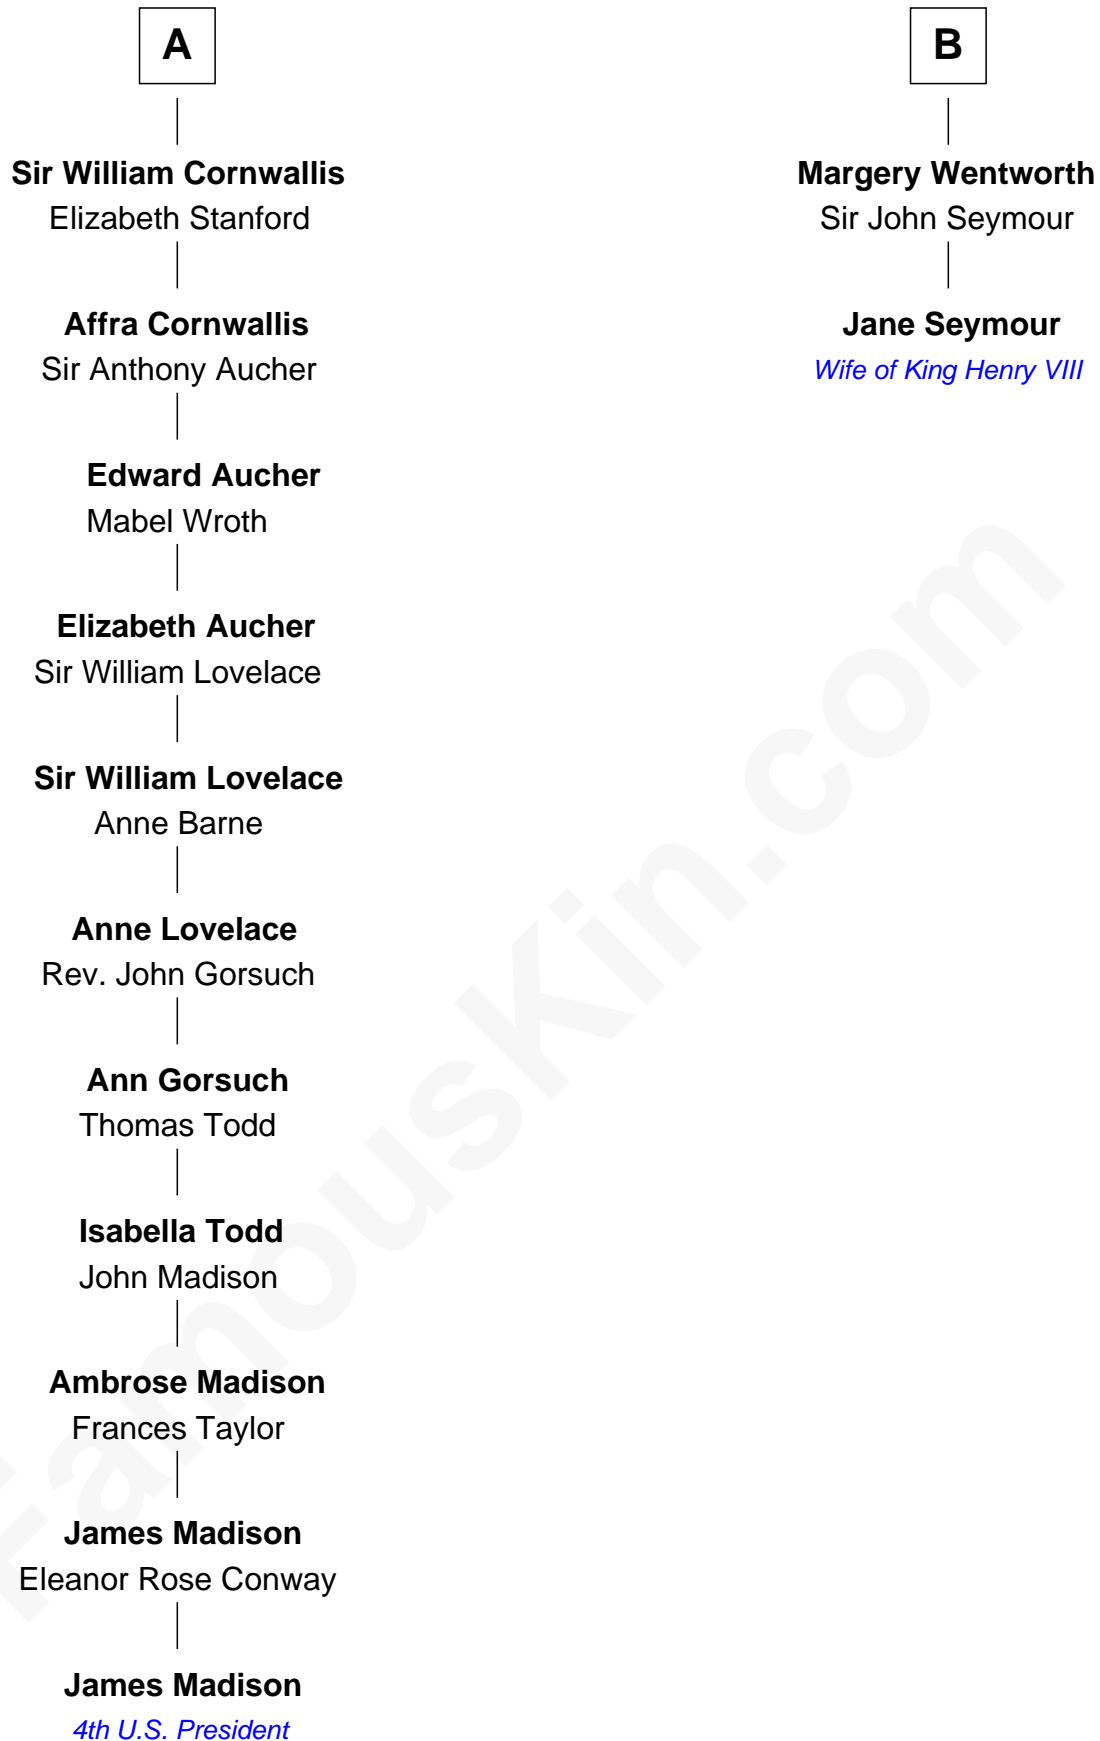 A
Sir William Cornwallis
Elizabeth Stanford
Affra Cornwallis
Sir Anthony Aucher
Edward Aucher
Mabel Wroth
Elizabeth Aucher
Sir William Lovelace
Sir William Lovelace
Anne Barne
Anne Lovelace
Rev. John Gorsuch
Ann Gorsuch
Thomas Todd
Isabella Todd
John Madison
Ambrose Madison
Frances Taylor
James Madison
Eleanor Rose Conway
James Madison
4th U.S. President
B
Margery Wentworth
Sir John Seymour
Jane Seymour
Wife of King Henry VIII
FamousKin.com